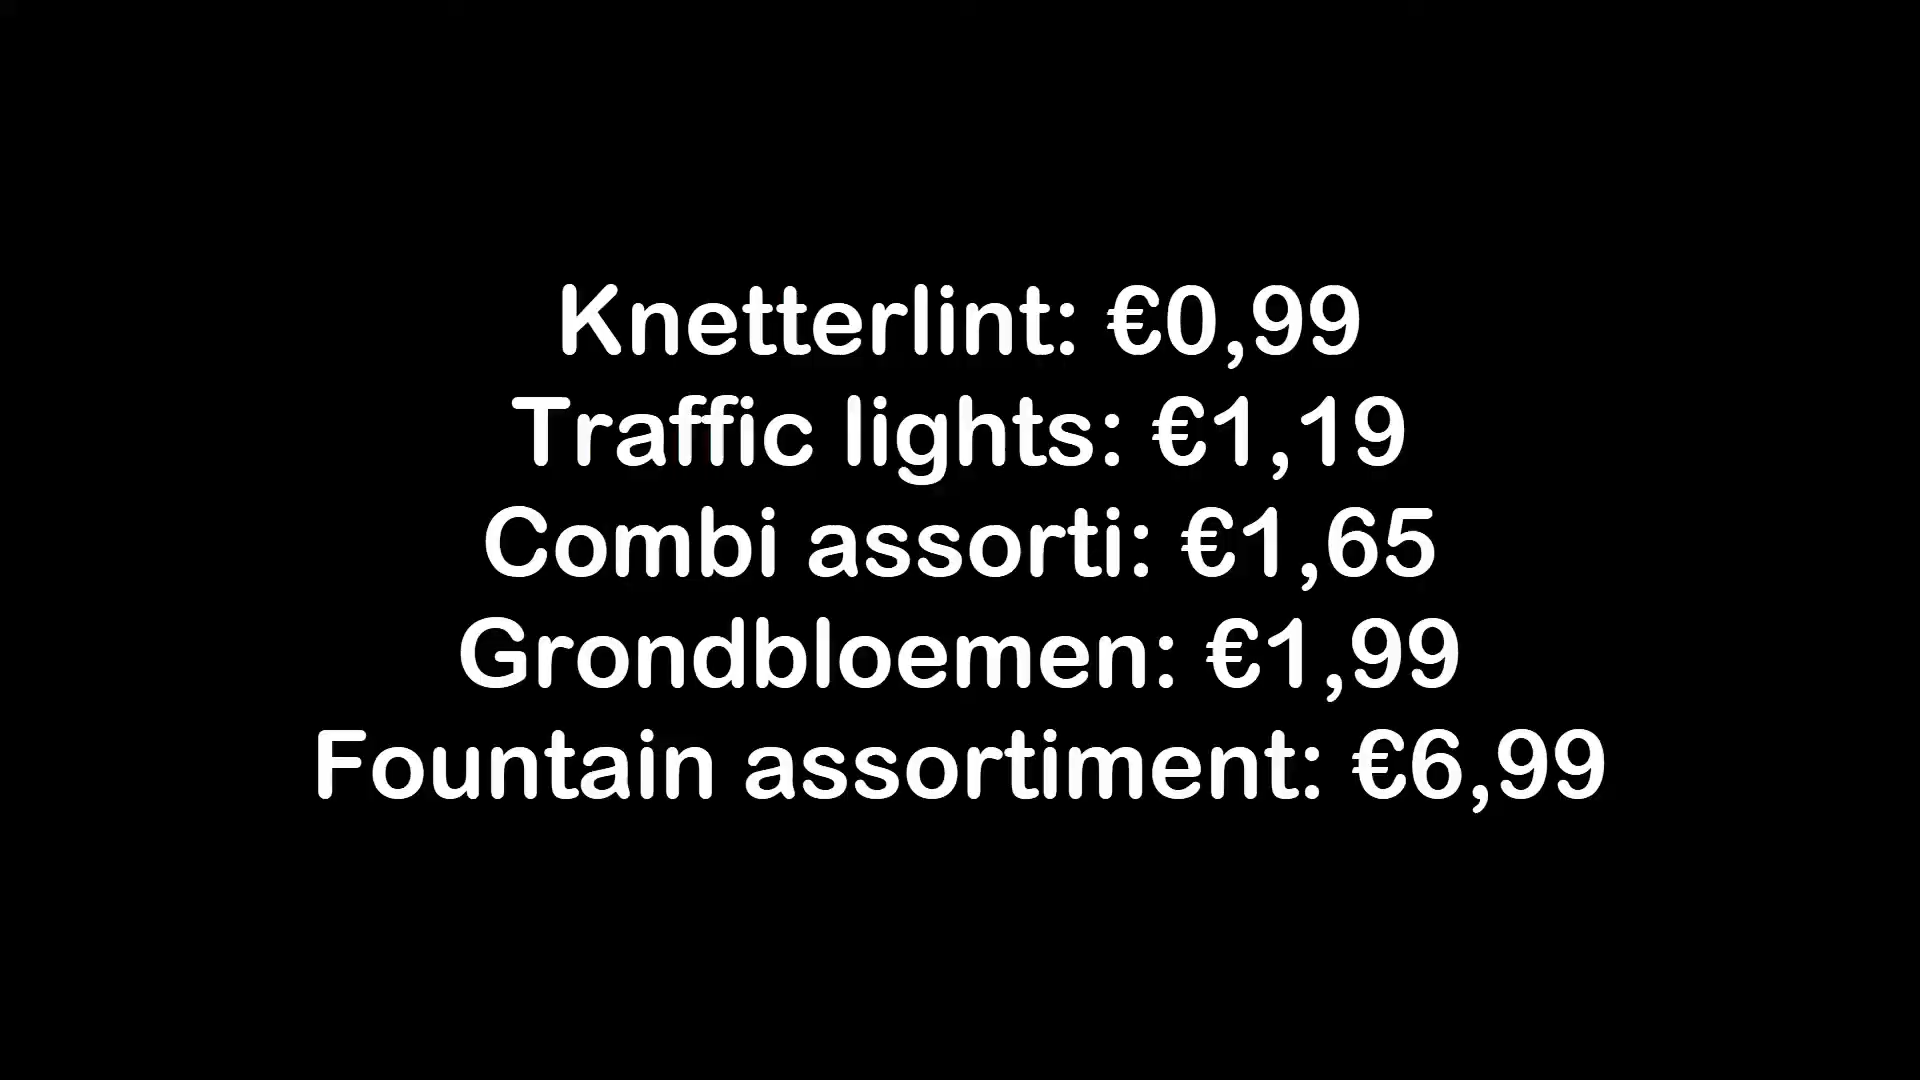 Knetterlint: €0,99
Traffic lights: €1,19
Combi assorti: €1,65
Grondbloemen: €1,99
Fountain assortiment: €6,99